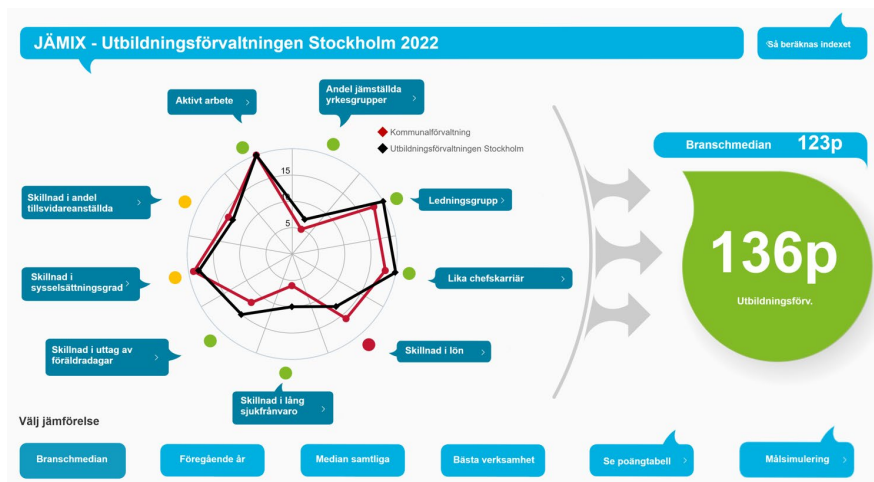 JÄMIX - Utbildningsförvaltningen Stockholm 2022
Så beräknas indexet
Aktivt arbete
Andel jämställda
yrkesgrupper
Kommunalförvaltning
Utbildningsförvaltningen Stockholm
Branschmedian 123p
15
10
5
Skillnad i andel
tillsvidareanställda
Ledningsgrupp
136p
Utbildningsförv.
Skillnad i
sysselsättningsgrad
Lika chefskarriär
Skillnad i uttag av
föräldradagar
Skillnad i lön
Skillnad i lång
sjukfrånvaro
Välj jämförelse
Branschmedian
Föregående år
Median samtliga
Bästa verksamhet
Se poängtabell
Målsimulering